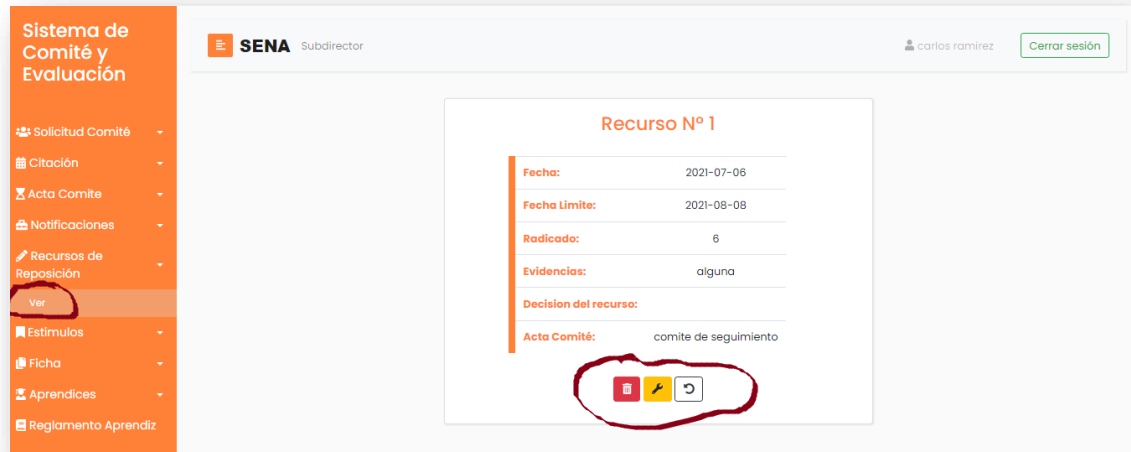 Sistema de
Comité y
Evaluación
SENA Subdirector
carlos ramirez
Cerrar sesión
Solicitud Comité
Citación
Acta Comite
Notificaciones
Recursos de
Reposición
Ver
Estimulos
Ficha
Aprendices
Reglamento Aprendiz
Recurso N° 1
Fecha: 2021-07-06
Fecha Limite: 2021-08-08
Radicado: 6
Evidencias: alguna
Decision del recurso:
Acta Comité: comite de seguimiento